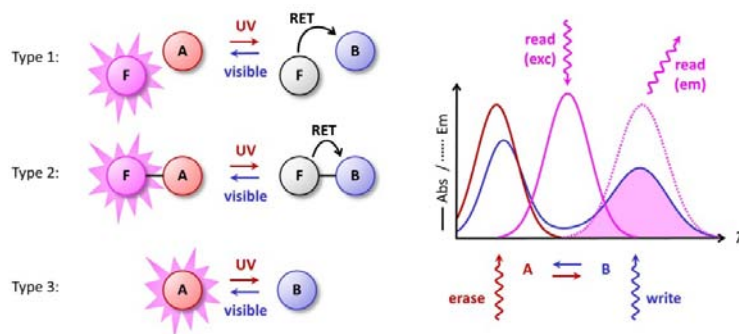 Type 1:
F
A
UV
visible
RET
F
B
Type 2:
F
A
UV
visible
RET
F
B
Type 3:
A
UV
visible
B
Abs / ...... Em
read
(exc)
read
(em)
A
B
erase
write